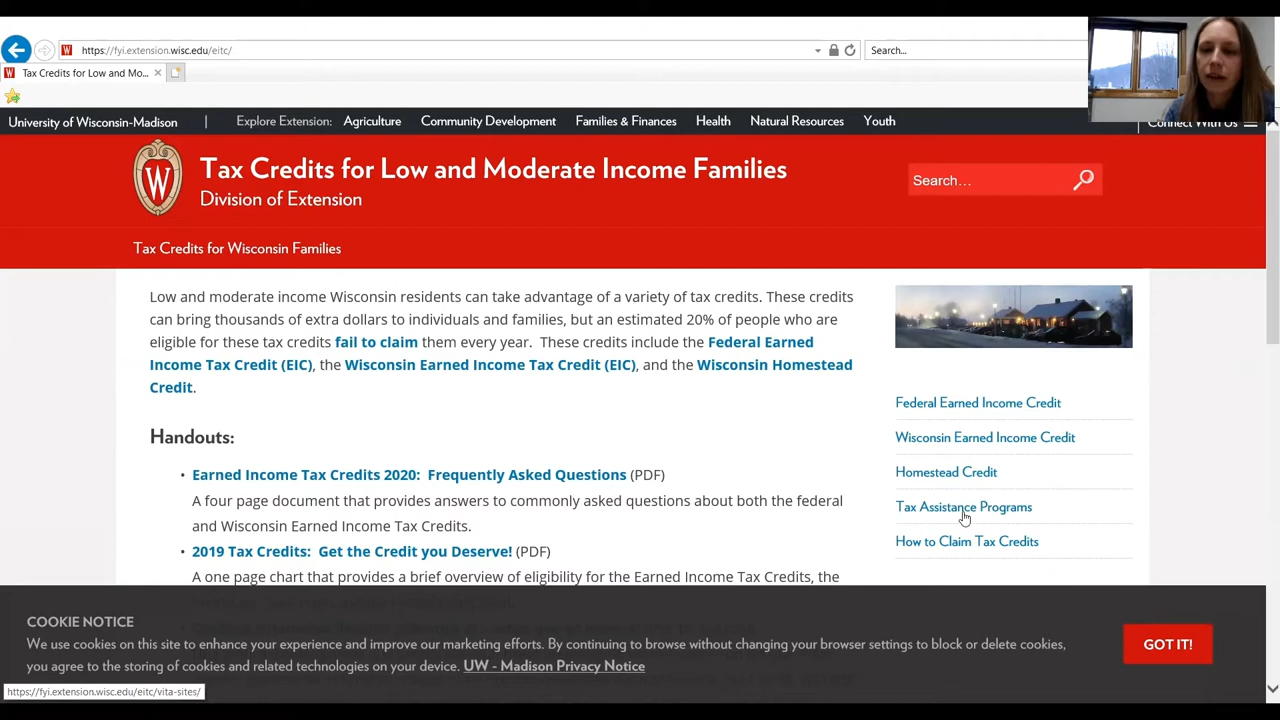 https://fyi.extension.wisc.edu/eitc/
Search...
Tax Credits for Low and Mo...
University of Wisconsin-Madison | Explore Extension: Agriculture Community Development Families & Finances Health Natural Resources Youth Connect With Us
W
Tax Credits for Low and Moderate Income Families
Division of Extension
Search...
Tax Credits for Wisconsin Families
Low and moderate income Wisconsin residents can take advantage of a variety of tax credits. These credits
can bring thousands of extra dollars to individuals and families, but an estimated 20% of people who are
eligible for these tax credits fail to claim them every year. These credits include the Federal Earned
Income Tax Credit (EIC), the Wisconsin Earned Income Tax Credit (EIC), and the Wisconsin Homestead
Credit.
Handouts:
• Earned Income Tax Credits 2020: Frequently Asked Questions (PDF)
A four page document that provides answers to commonly asked questions about both the federal
and Wisconsin Earned Income Tax Credits.
• 2019 Tax Credits: Get the Credit you Deserve! (PDF)
A one page chart that provides a brief overview of eligibility for the Earned Income Tax Credits, the
Federal Earned Income Credit
Wisconsin Earned Income Credit
Homestead Credit
Tax Assistance Programs
How to Claim Tax Credits
COOKIE NOTICE
We use cookies on this site to enhance your experience and improve our marketing efforts. By continuing to browse without changing your browser settings to block or delete cookies,
you agree to the storing of cookies and related technologies on your device. UW - Madison Privacy Notice
GOT IT!
https://fyi.extension.wisc.edu/eitc/vita-sites/